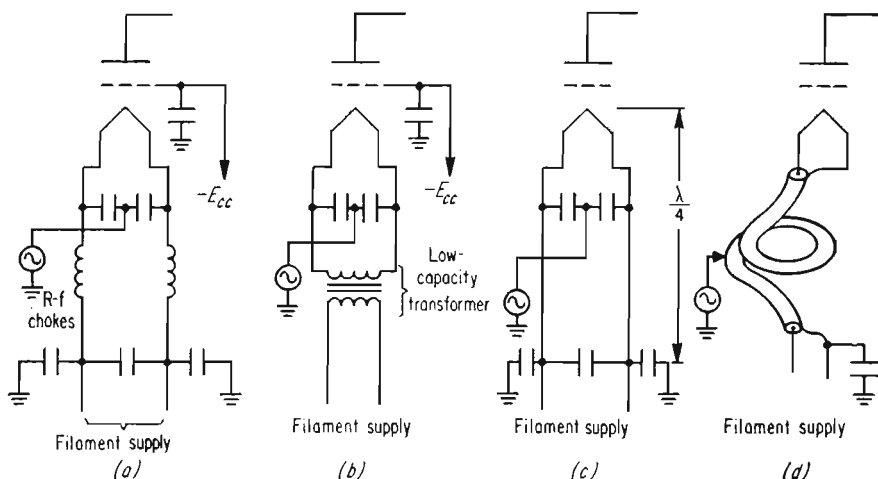 -Ecc
-Ecc
λ/4
R-f
chokes
Low-
capacity
transformer
Filament supply
Filament supply
Filament supply
Filament supply
(a)
(b)
(c)
(d)